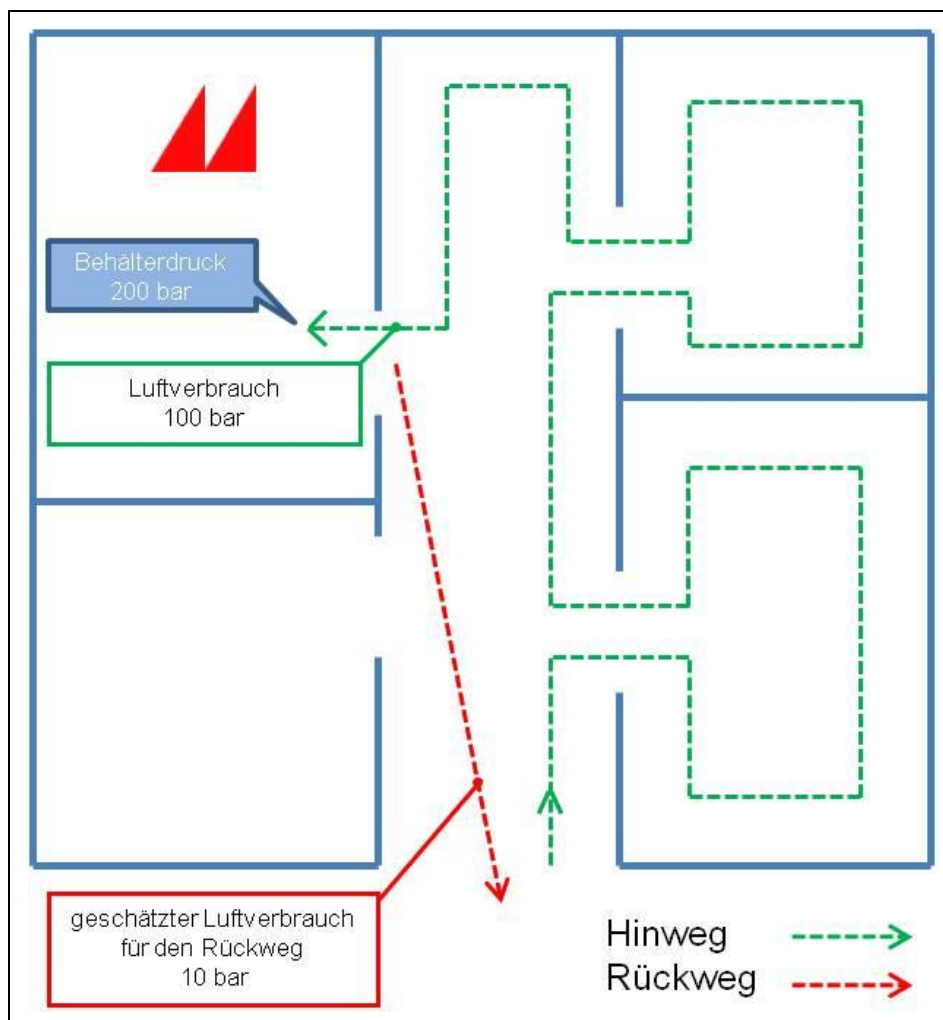 Behälterdruck
200 bar
Luftverbrauch
100 bar
geschätzter Luftverbrauch
für den Rückweg
10 bar
Hinweg
Rückweg